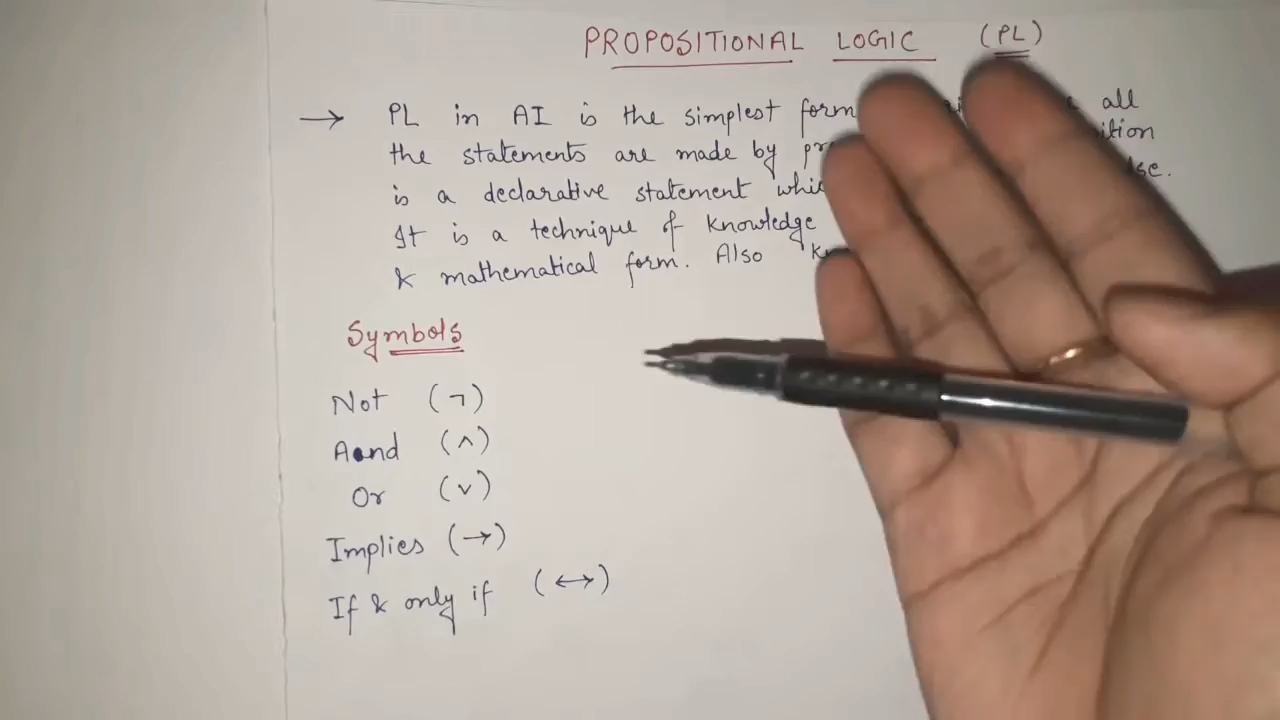 PROPOSITIONAL LOGIC (PL)
→ PL in AI is the simplest form all
the statements are made by
is a declarative statement
It is a technique of knowledge
& mathematical form. Also
Symbols
Not (¬)
And (^)
Or (v)
Implies (→)
If & only if (↔)